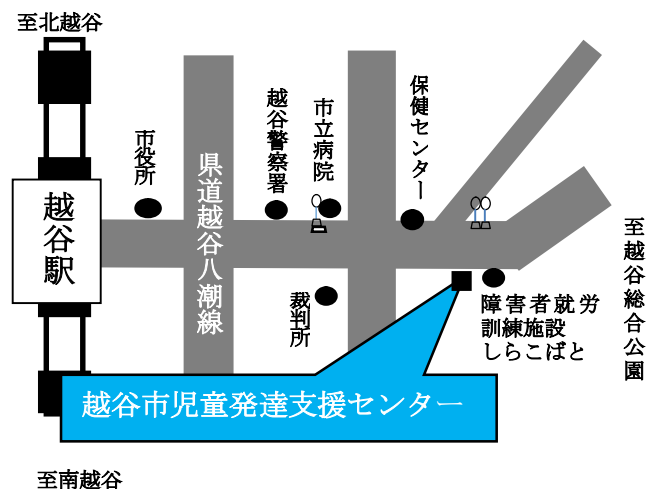 至北越谷
越谷駅
市役所
県道越谷八潮線
越谷警察署
市立病院
保健センター
裁判所
障害者就労
訓練施設
しらこばと
至越谷総合公園
越谷市児童発達支援センター
至南越谷